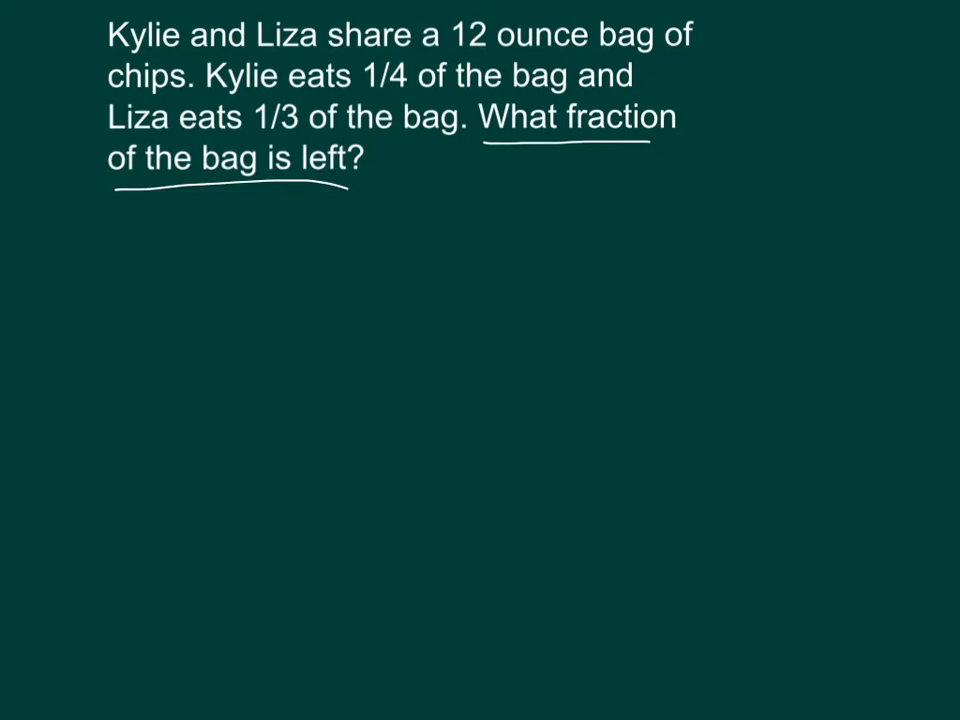 Kylie and Liza share a 12 ounce bag of
chips. Kylie eats 1/4 of the bag and
Liza eats 1/3 of the bag. What fraction
of the bag is left?